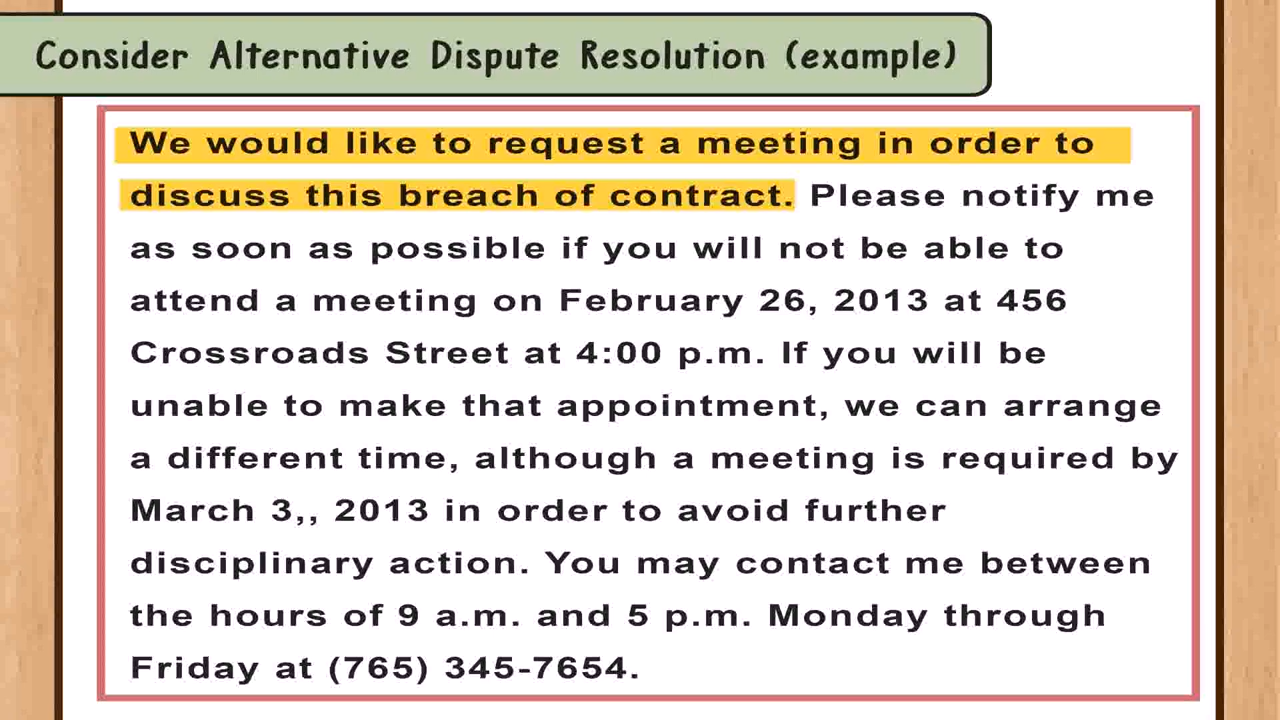 Consider Alternative Dispute Resolution (example)
We would like to request a meeting in order to
discuss this breach of contract. Please notify me
as soon as possible if you will not be able to
attend a meeting on February 26, 2013 at 456
Crossroads Street at 4:00 p.m. If you will be
unable to make that appointment, we can arrange
a different time, although a meeting is required by
March 3,, 2013 in order to avoid further
disciplinary action. You may contact me between
the hours of 9 a.m. and 5 p.m. Monday through
Friday at (765) 345-7654.